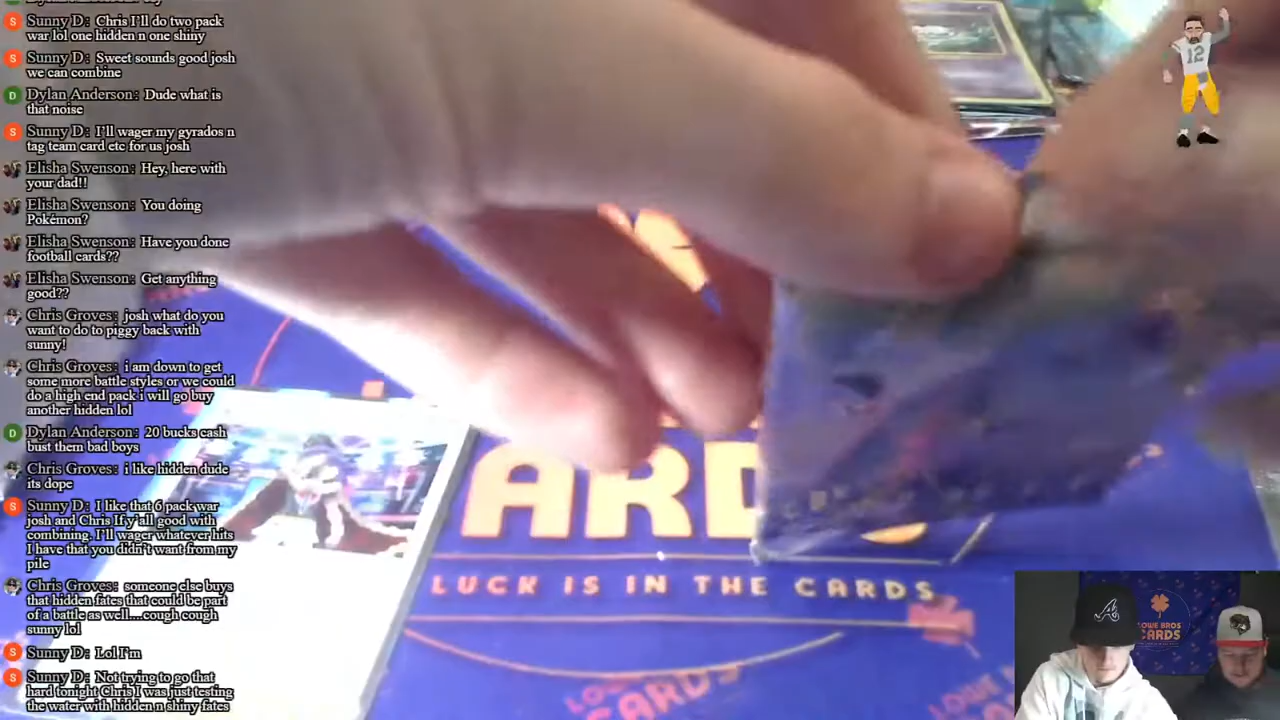 Sunny D: Chris I'll do two pack
war lol one hidden n one shiny
Sunny D: Sweet sounds good josh
we can combine
Dylan Anderson: Dude what is
that noise
Sunny D: I'll wager my gyrados n
tag team card etc for us josh
Elisha Swenson: Hey, here with
your dad!!
Elisha Swenson: You doing
Pokémon?
Elisha Swenson: Have you done
football cards??
Elisha Swenson: Get anything
good??
Chris Groves: josh what do you
want to do to piggy back with
sunny!
Chris Groves: i am down to get
some more battle styles or we could
do a high end pack i will go buy
another hidden lol
Dylan Anderson: 20 bucks cash
bust them bad boys
Chris Groves: i like hidden dude
its dope
Sunny D: I like that 6 pack war
josh and Chris If y'all good with
combining. I'll wager whatever hits
I have that you didn't want from my
pile
Chris Groves: someone else buys
that hidden fates that could be part
of a battle as well....cough cough
sunny lol
Sunny D: Lol I'm
Sunny D: Not trying to go that
hard tonight Chris I was just testing
the water with hidden n shiny fates
12
ARD
LUCK IS IN THE CARDS
CARDS
LOWE BROS
CARDS
LOWE BROS
CARDS